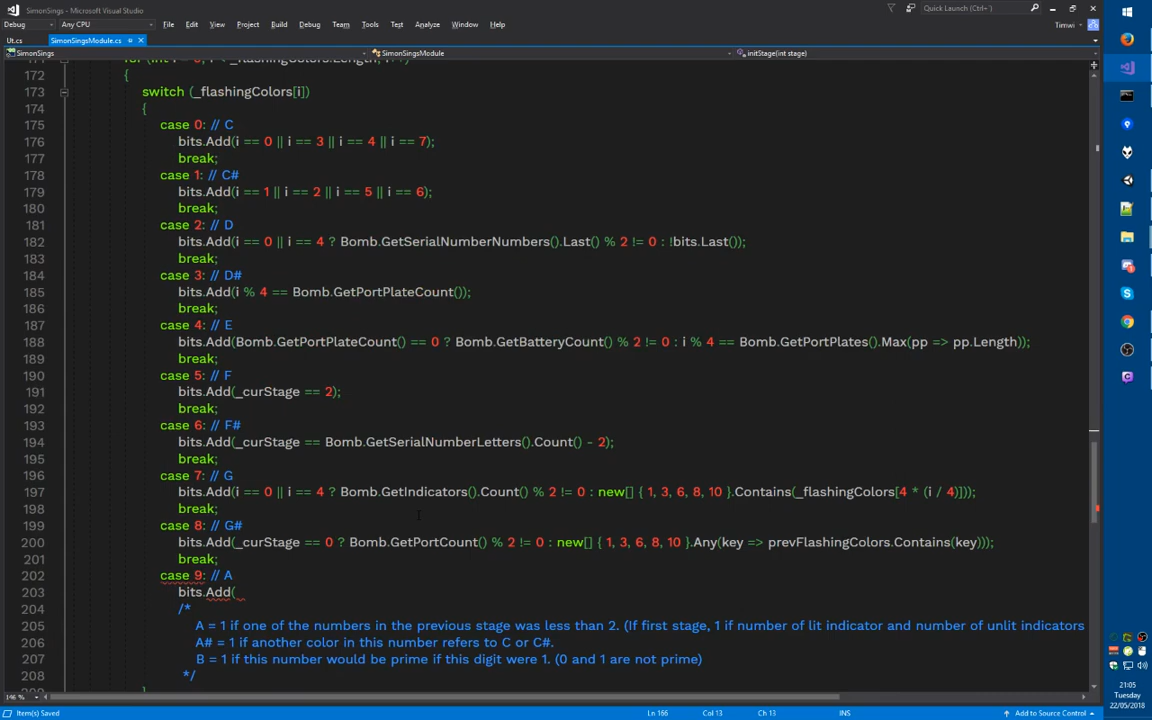 SimonSings - Microsoft Visual Studio
Quick Launch (Ctrl+')
File Edit View Project Build Debug Team Tools Test Analyze Window Help
Timwi
Debug Any CPU
Ut.cs SimonSingsModule.cs
SimonSings SimonSingsModule initStage(int stage)
172 {
173 switch (_flashingColors[i])
174 {
175 case 0: // C
176 bits.Add(i == 0 || i == 3 || i == 4 || i == 7);
177 break;
178 case 1: // C#
179 bits.Add(i == 1 || i == 2 || i == 5 || i == 6);
180 break;
181 case 2: // D
182 bits.Add(i == 0 || i == 4 ? Bomb.GetSerialNumberNumbers().Last() % 2 != 0 : !bits.Last());
183 break;
184 case 3: // D#
185 bits.Add(i % 4 == Bomb.GetPortPlateCount());
186 break;
187 case 4: // E
188 bits.Add(Bomb.GetPortPlateCount() == 0 ? Bomb.GetBatteryCount() % 2 != 0 : i % 4 == Bomb.GetPortPlates().Max(pp => pp.Length));
189 break;
190 case 5: // F
191 bits.Add(_curStage == 2);
192 break;
193 case 6: // F#
194 bits.Add(_curStage == Bomb.GetSerialNumberLetters().Count() - 2);
195 break;
196 case 7: // G
197 bits.Add(i == 0 || i == 4 ? Bomb.GetIndicators().Count() % 2 != 0 : new[] { 1, 3, 6, 8, 10 }.Contains(_flashingColors[4 * (i / 4)]));
198 break;
199 case 8: // G#
200 bits.Add(_curStage == 0 ? Bomb.GetPortCount() % 2 != 0 : new[] { 1, 3, 6, 8, 10 }.Any(key => prevFlashingColors.Contains(key)));
201 break;
202 case 9: // A
203 bits.Add(
204 /*
205 A = 1 if one of the numbers in the previous stage was less than 2. (If first stage, 1 if number of lit indicator and number of unlit indicators
206 A# = 1 if another color in this number refers to C or C#.
207 B = 1 if this number would be prime if this digit were 1. (0 and 1 are not prime)
208 */
146 %
Item(s) Saved Ln 166 Col 13 Ch 13 INS Add to Source Control
21:05
Tuesday
22/05/2018